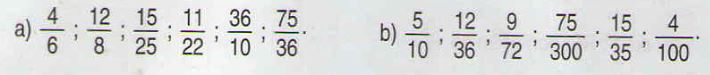 a) 4/6 ; 12/8 ; 15/25 ; 11/22 ; 36/10 ; 75/36 .
b) 5/10 ; 12/36 ; 9/72 ; 75/300 ; 15/35 ; 4/100 .